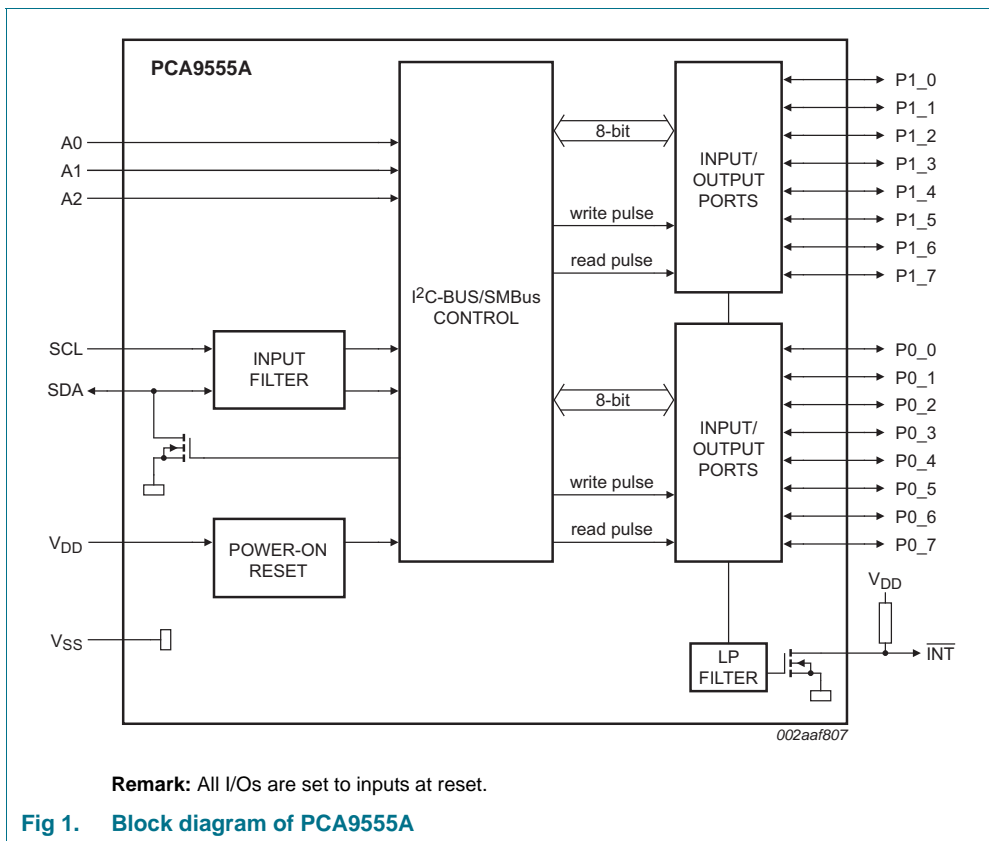 PCA9555A
A0
A1
A2
SCL
SDA
VDD
VSS
INPUT
FILTER
POWER-ON
RESET
I2C-BUS/SMBus
CONTROL
8-bit
write pulse
read pulse
INPUT/
OUTPUT
PORTS
P1_0
P1_1
P1_2
P1_3
P1_4
P1_5
P1_6
P1_7
8-bit
write pulse
read pulse
INPUT/
OUTPUT
PORTS
P0_0
P0_1
P0_2
P0_3
P0_4
P0_5
P0_6
P0_7
VDD
LP
FILTER
INT
002aaf807
Remark: All I/Os are set to inputs at reset.
Fig 1. Block diagram of PCA9555A